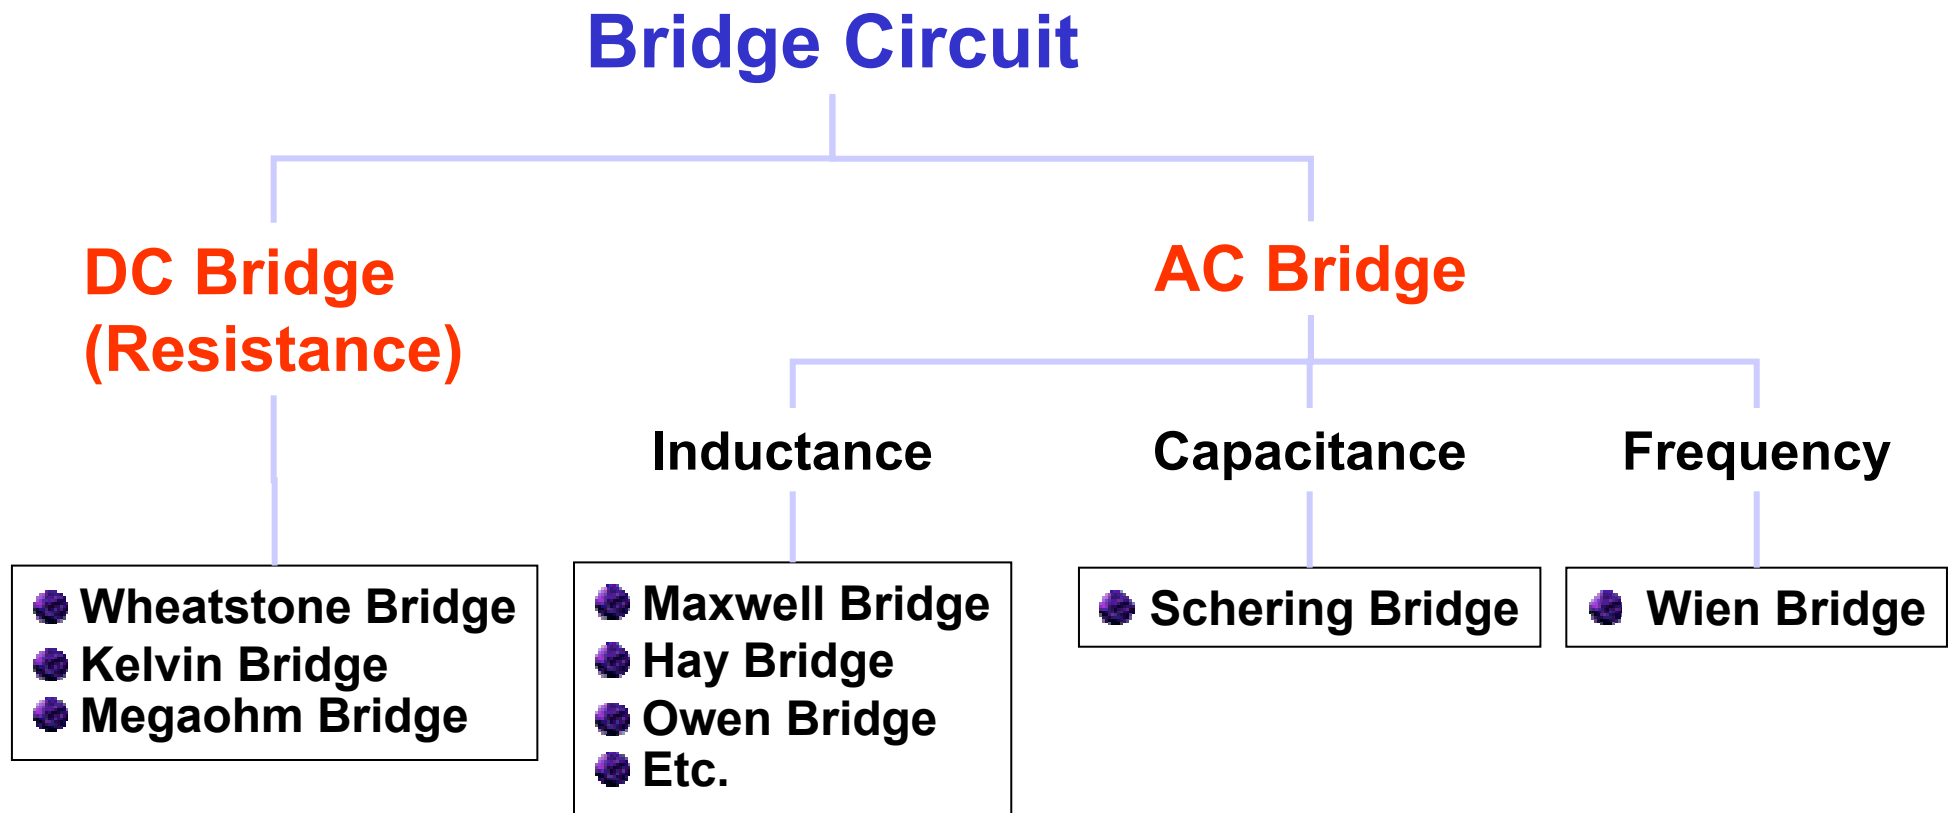 Bridge Circuit
DC Bridge
(Resistance)
AC Bridge
Inductance
Capacitance
Frequency
Wheatstone Bridge
Kelvin Bridge
Megaohm Bridge
Maxwell Bridge
Hay Bridge
Owen Bridge
Etc.
Schering Bridge
Wien Bridge